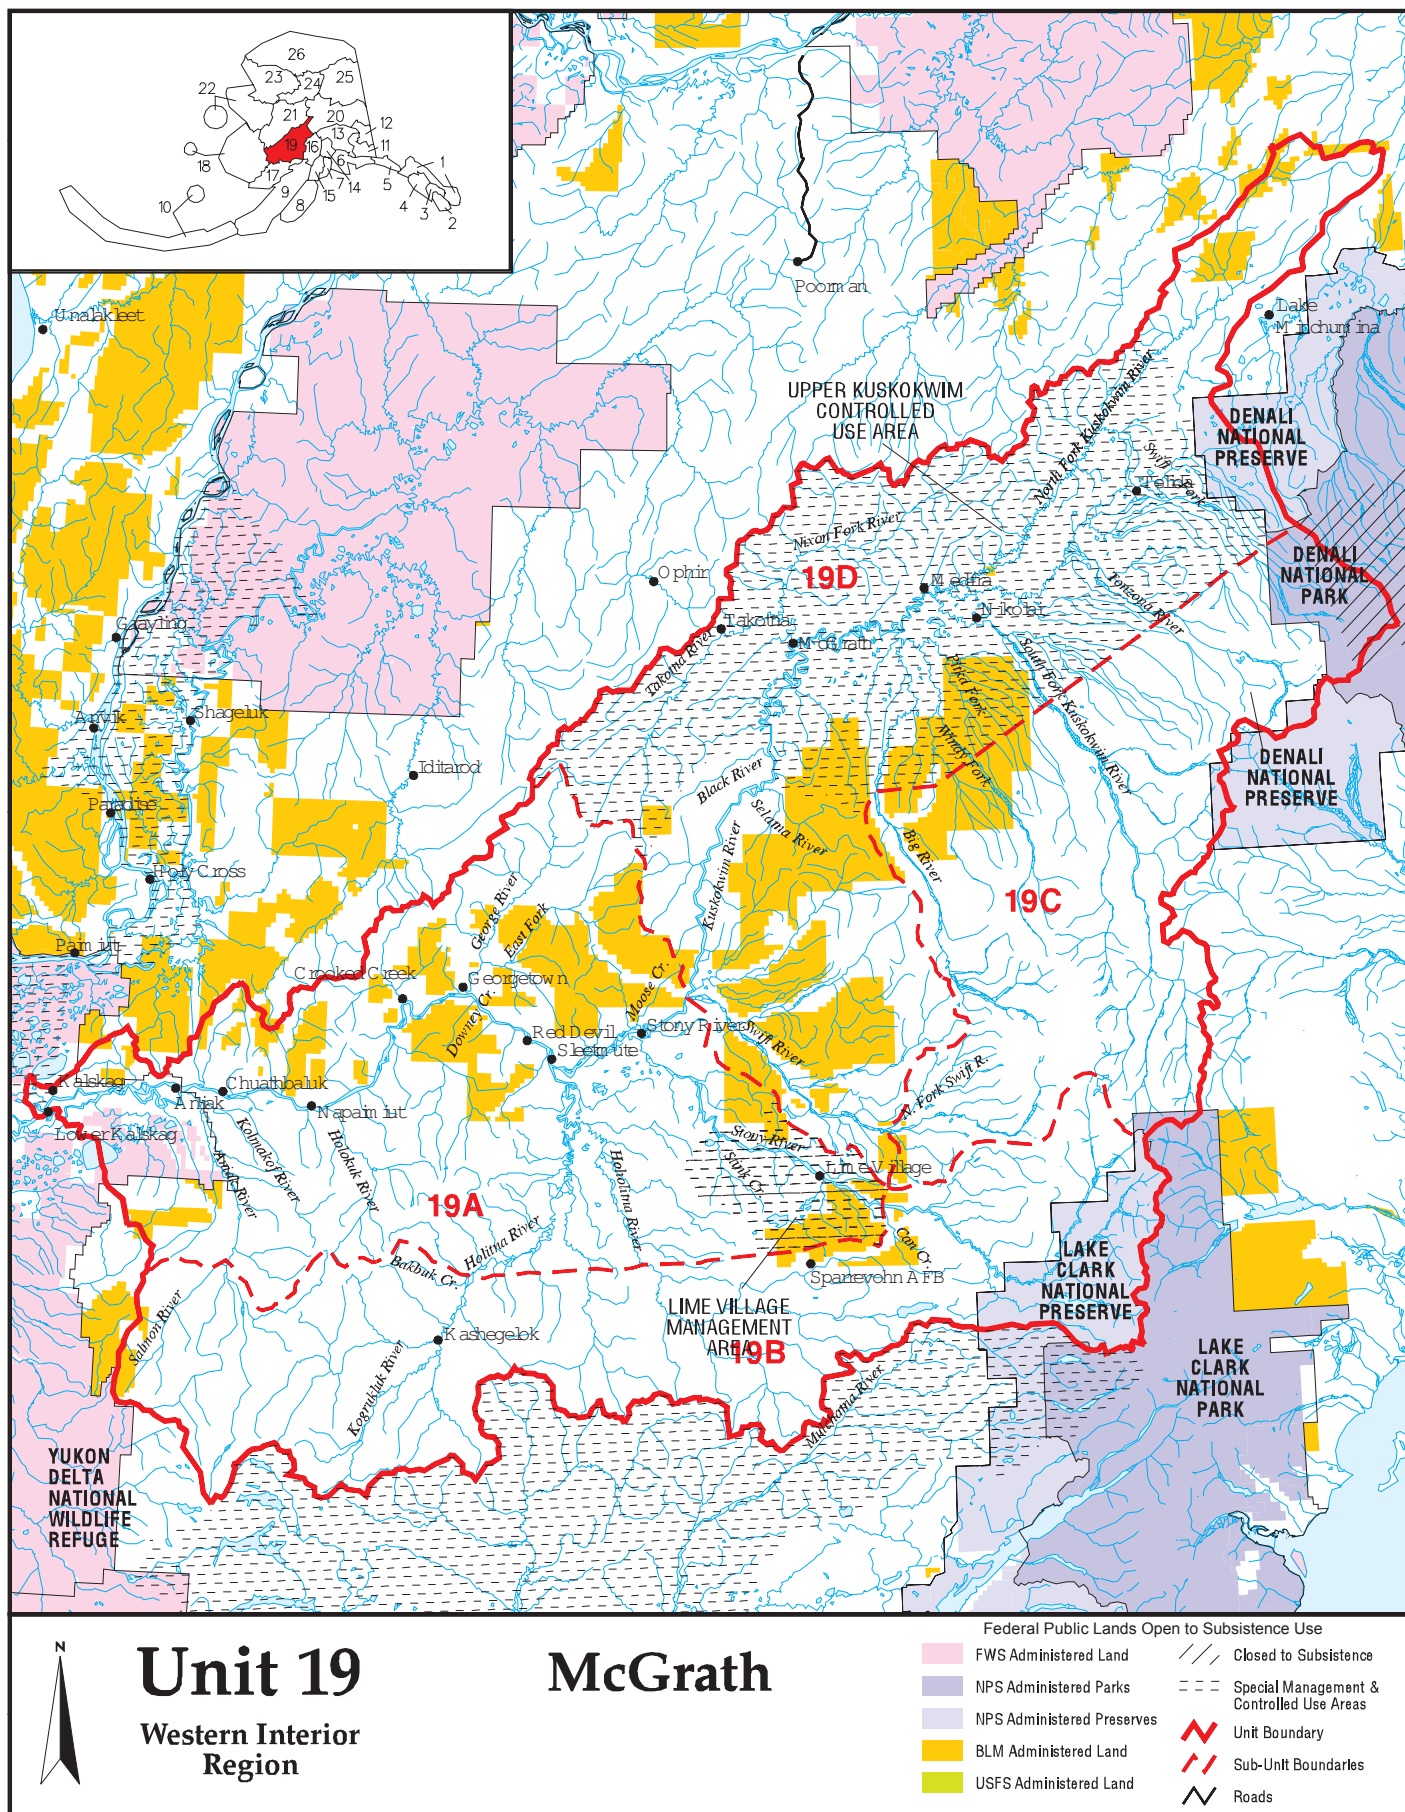 26
23
24
25
22
21
20
12
13
11
19
16
18
17
6
5
1
9
7
14
15
8
10
4
3
2
Poorman
Unalakleet
Lake
Minchumina
UPPER KUSKOKWIM
CONTROLLED
USE AREA
North Fork Kuskokwim River
DENALI
NATIONAL
PRESERVE
Swift Fork
Telida
Nixon Fork River
DENALI
NATIONAL
PARK
Ophir
19D
Medfra
Tonzona River
Nikolai
Grayling
Takotna
McGrath
Takotna River
Pitka Fork
South Fork Kuskokwim River
Anvik
Shageluk
Windy Fork
Iditarod
Black River
DENALI
NATIONAL
PRESERVE
Paradise
Selatna River
Big River
Kuskokwim River
Holy Cross
19C
George River
East Fork
Paimiut
Crooked Creek
Georgetown
Moose Cr.
Downey Cr.
Red Devil
Stony River
Swift River
Sleetmute
Kalskag
Aniak
Chuathbaluk
Napaimiut
N. Fork Swift R.
Lower Kalskag
Kolmakof River
Holokuk River
Aniak River
Stony River
Stink Cr.
Lime Village
Hoholitna River
19A
Holitna River
Bakbuk Cr.
Can Cr.
Sparrevohn AFB
LAKE
CLARK
NATIONAL
PRESERVE
Salmon River
LIME VILLAGE
MANAGEMENT
AREA
19B
Kashegelok
Kogrukluk River
LAKE
CLARK
NATIONAL
PARK
Mulchatna River
YUKON
DELTA
NATIONAL
WILDLIFE
REFUGE
N
Unit 19
Western Interior
Region
McGrath
Federal Public Lands Open to Subsistence Use
FWS Administered Land
NPS Administered Parks
NPS Administered Preserves
BLM Administered Land
USFS Administered Land
Closed to Subsistence
Special Management &
Controlled Use Areas
Unit Boundary
Sub-Unit Boundaries
Roads